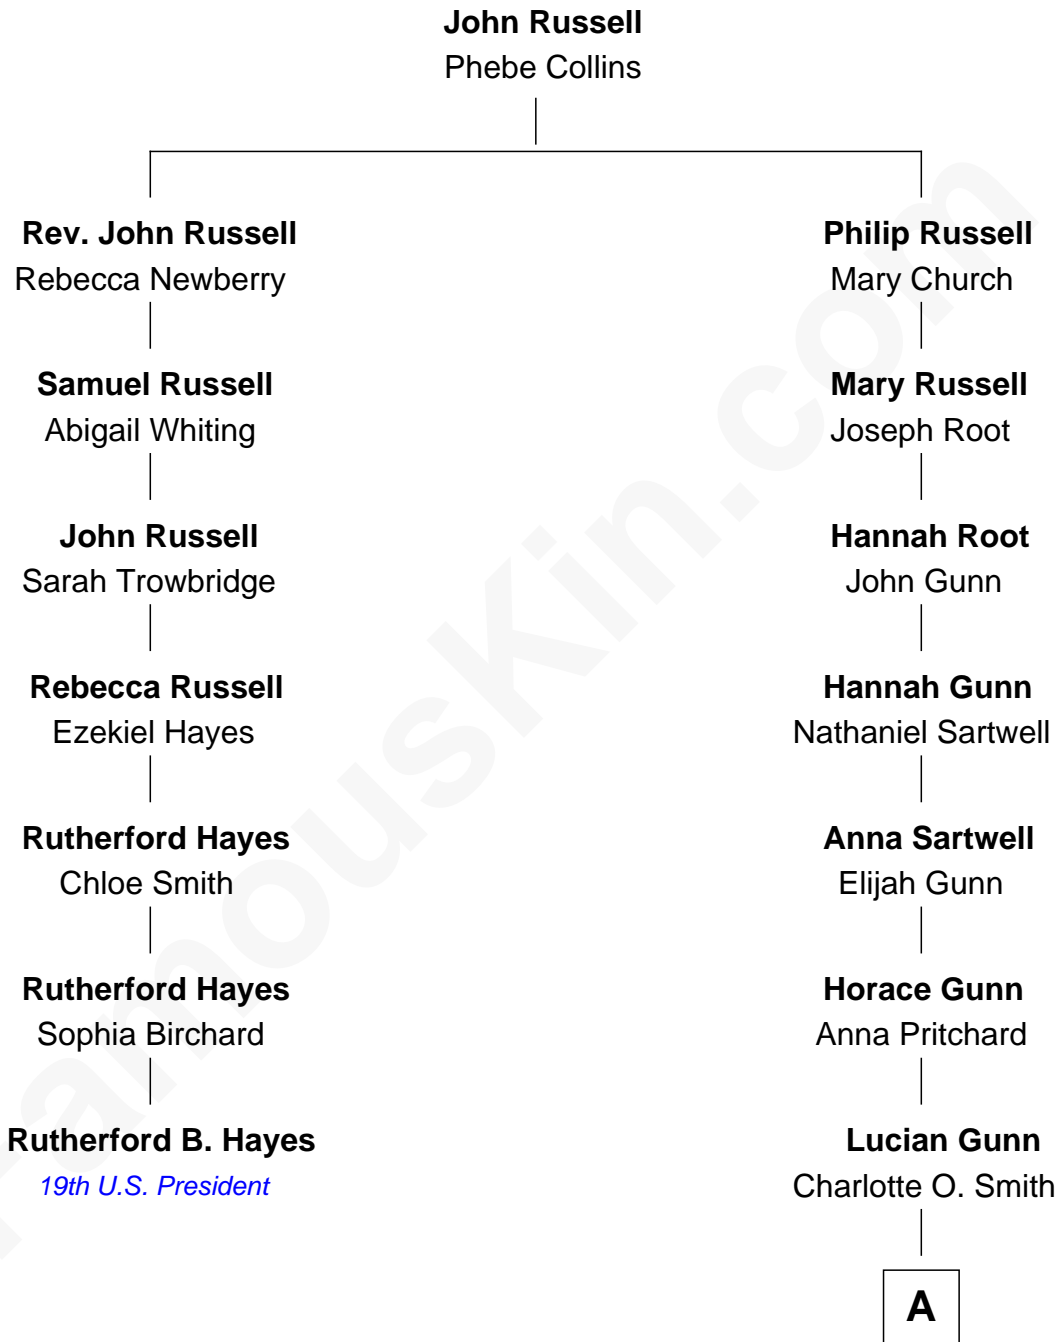 John Russell
Phebe Collins
Rev. John Russell
Rebecca Newberry
Philip Russell
Mary Church
Samuel Russell
Abigail Whiting
Mary Russell
Joseph Root
John Russell
Sarah Trowbridge
Hannah Root
John Gunn
Rebecca Russell
Ezekiel Hayes
Hannah Gunn
Nathaniel Sartwell
Rutherford Hayes
Chloe Smith
Anna Sartwell
Elijah Gunn
Rutherford Hayes
Sophia Birchard
Horace Gunn
Anna Pritchard
Rutherford B. Hayes
19th U.S. President
Lucian Gunn
Charlotte O. Smith
A
FamousKin.com